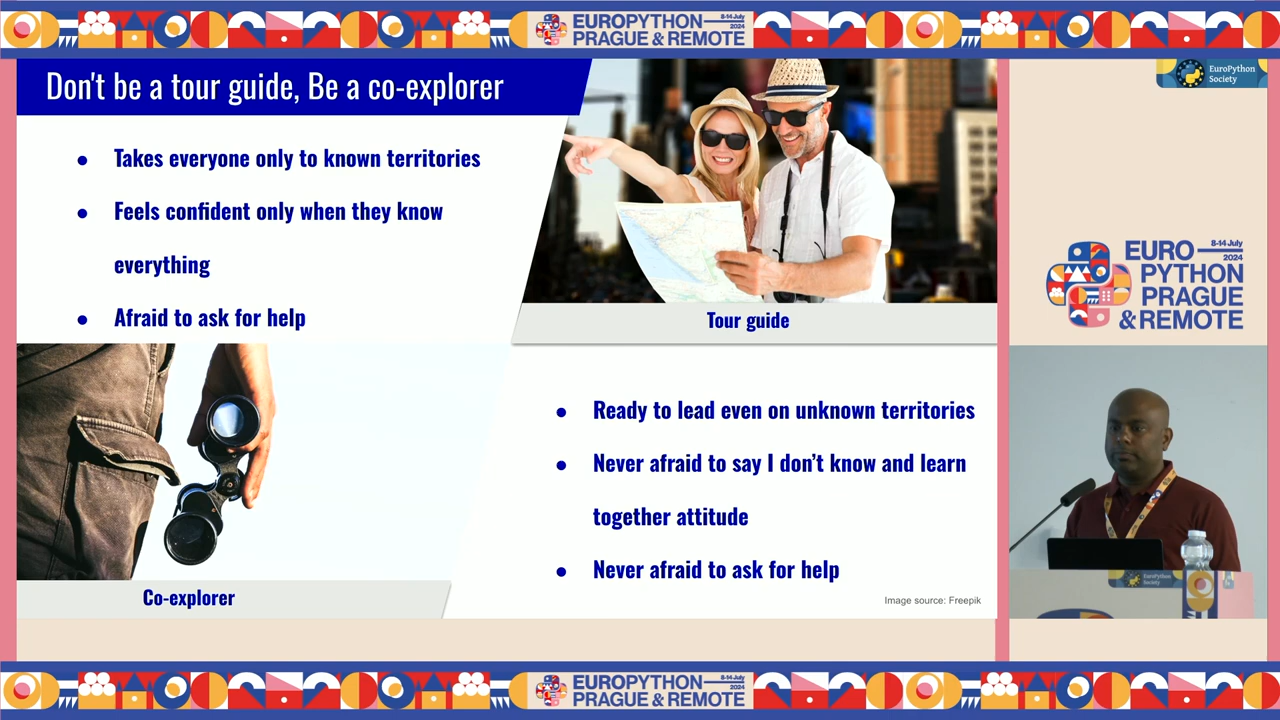 EUROPYTHON
8-14 July
2024
PRAGUE & REMOTE
Don't be a tour guide, Be a co-explorer
● Takes everyone only to known territories
● Feels confident only when they know
everything
● Afraid to ask for help
Tour guide
Co-explorer
● Ready to lead even on unknown territories
● Never afraid to say I don’t know and learn
together attitude
● Never afraid to ask for help
Image source: Freepik
EuroPython
Society
EURO
8-14 July
2024
PYTHON
PRAGUE
& REMOTE
EuroPython
Society
EUROPYTHON
8-14 July
2024
PRAGUE & REMOTE